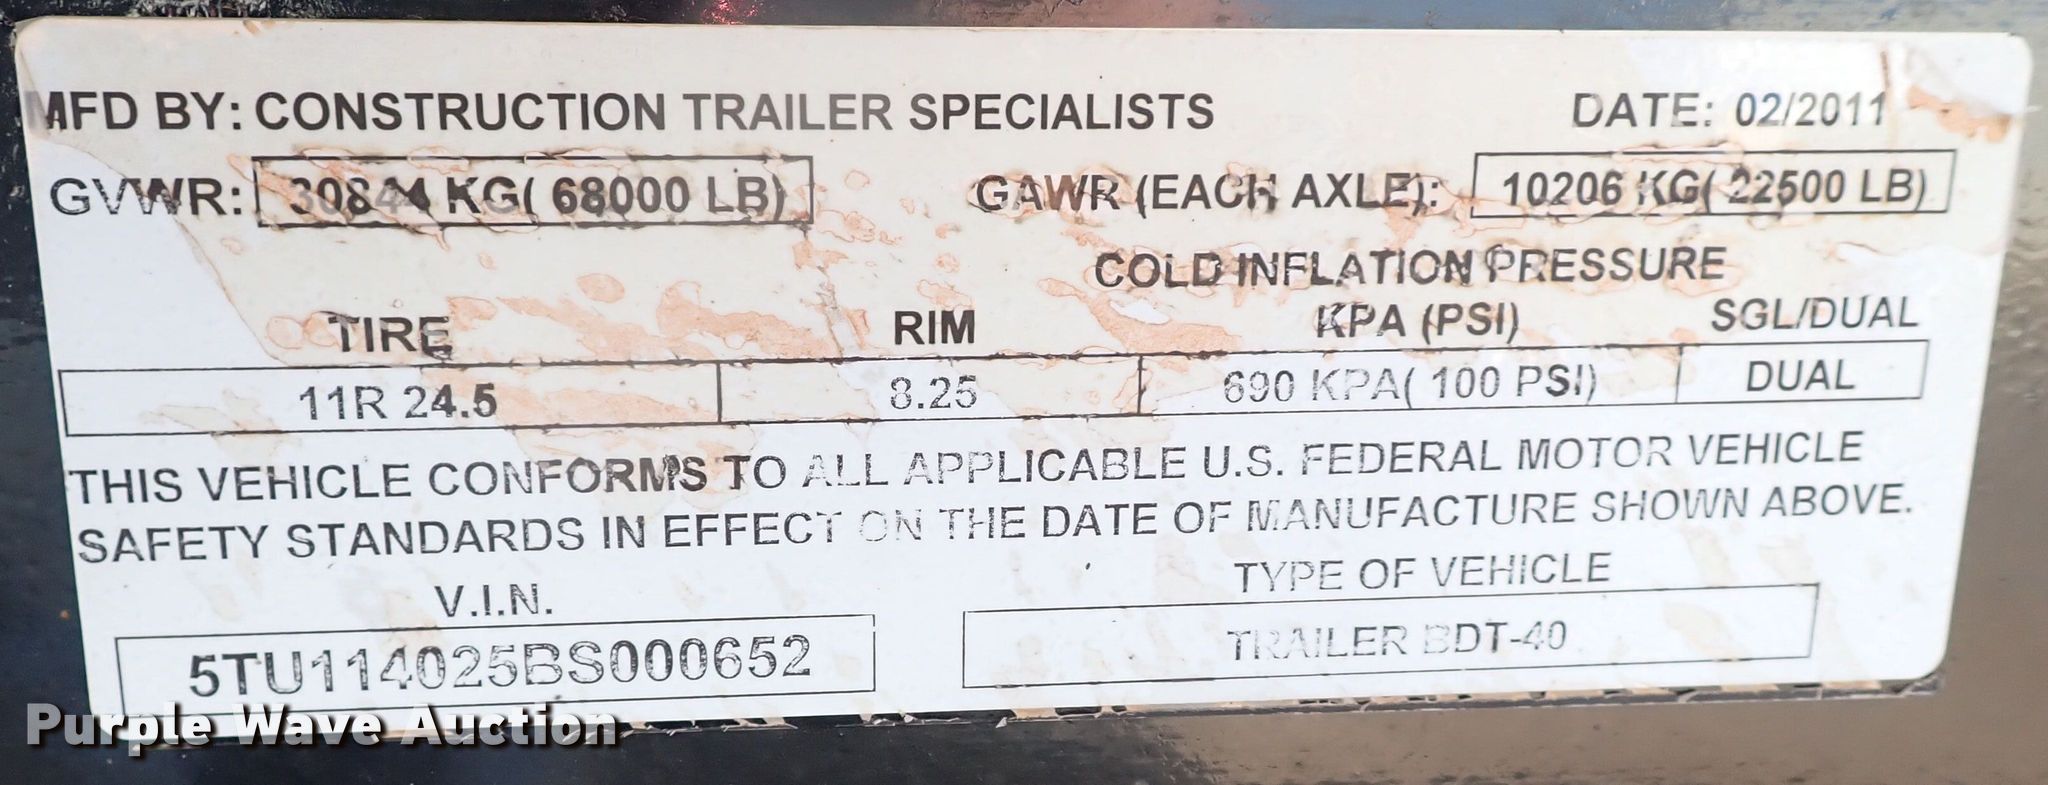 MFD BY: CONSTRUCTION TRAILER SPECIALISTS DATE: 02/2011
GVWR: 30844 KG( 68000 LB) GAWR (EACH AXLE): 10206 KG( 22500 LB)
COLD INFLATION PRESSURE
TIRE RIM KPA (PSI) SGL/DUAL
11R 24.5 8.25 690 KPA( 100 PSI) DUAL
THIS VEHICLE CONFORMS TO ALL APPLICABLE U.S. FEDERAL MOTOR VEHICLE
SAFETY STANDARDS IN EFFECT ON THE DATE OF MANUFACTURE SHOWN ABOVE.
V.I.N. TYPE OF VEHICLE
5TU114025BS000652 TRAILER BDT-40
Purple Wave Auction